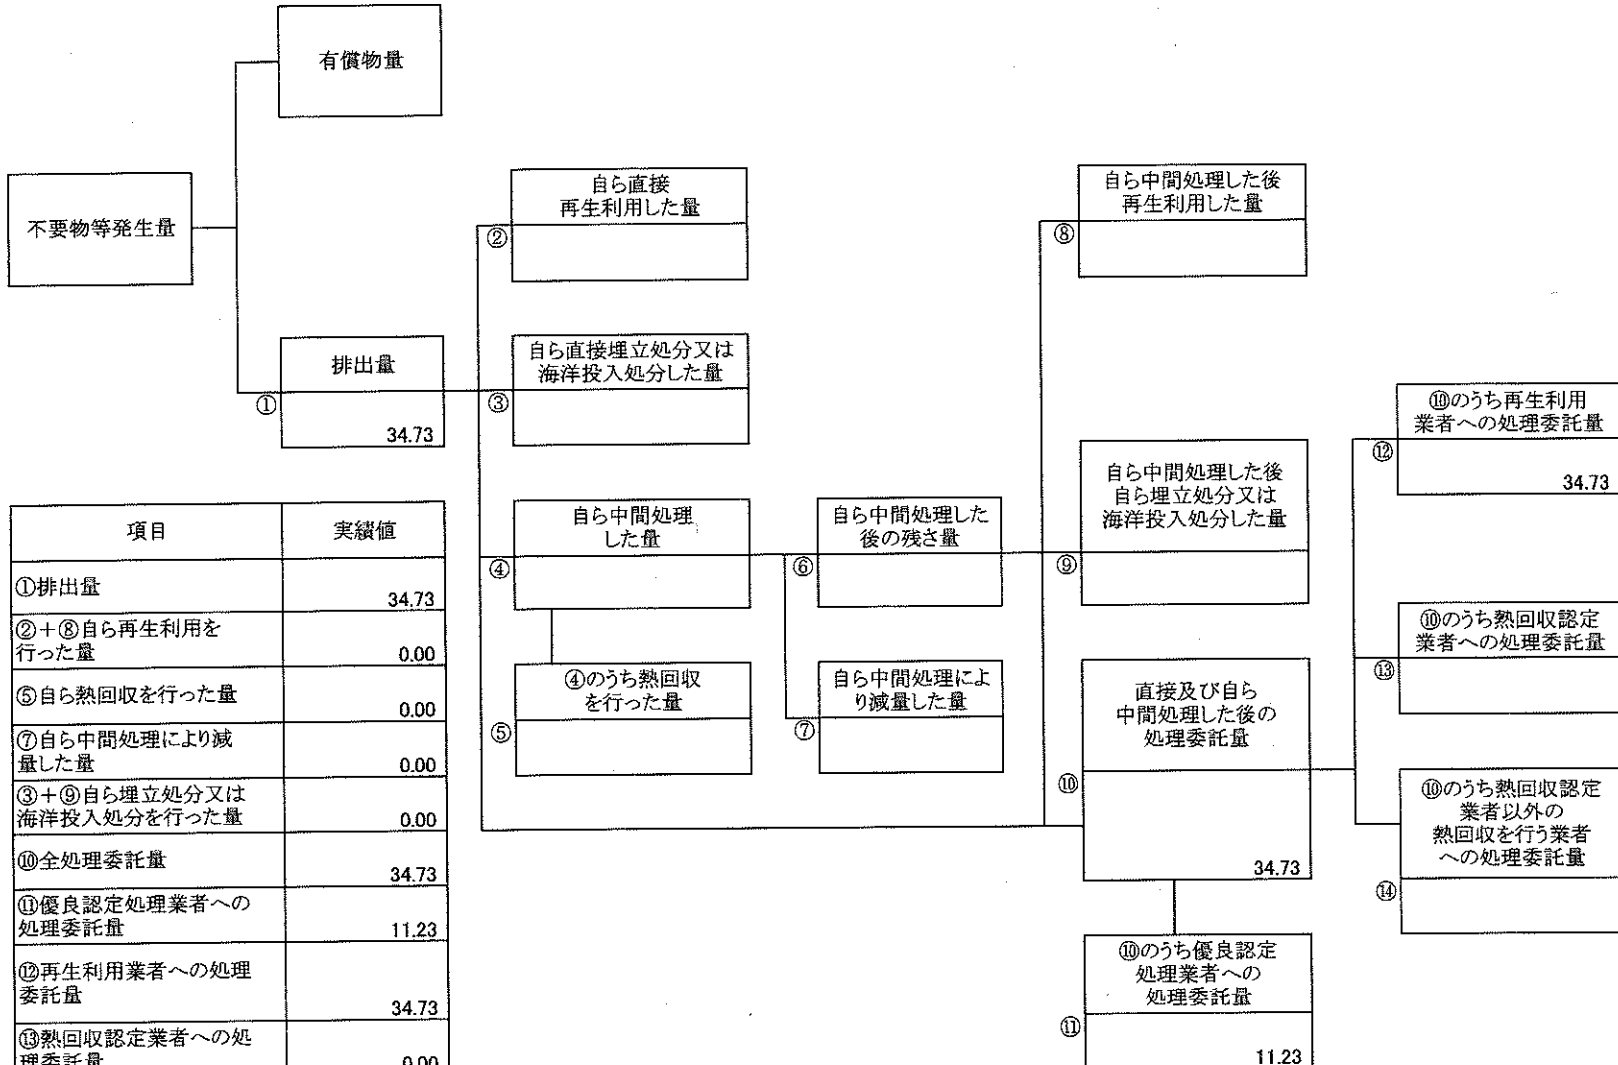 有償物量
不要物等発生量
排出量
①
34.73
自ら直接
再生利用した量
②
自ら直接埋立処分又は
海洋投入処分した量
③
自ら中間処理
した量
④
④のうち熱回収
を行った量
⑤
自ら中間処理した
後の残さ量
⑥
自ら中間処理によ
り減量した量
⑦
自ら中間処理した後
再生利用した量
⑧
自ら中間処理した後
自ら埋立処分又は
海洋投入処分した量
⑨
直接及び自ら
中間処理した後の
処理委託量
⑩
34.73
⑩のうち優良認定
処理業者への
処理委託量
⑪
11.23
⑩のうち再生利用
業者への処理委託量
⑫
34.73
⑩のうち熱回収認定
業者への処理委託量
⑬
⑩のうち熱回収認定
業者以外の
熱回収を行う業者
への処理委託量
⑭
項目 実績値
①排出量 34.73
②+⑧自ら再生利用を
行った量 0.00
⑤自ら熱回収を行った量 0.00
⑦自ら中間処理により減
量した量 0.00
③+⑨自ら埋立処分又は
海洋投入処分を行った量 0.00
⑩全処理委託量 34.73
⑪優良認定処理業者への
処理委託量 11.23
⑫再生利用業者への処理
委託量 34.73
⑬熱回収認定業者への処
理委託量 0.00